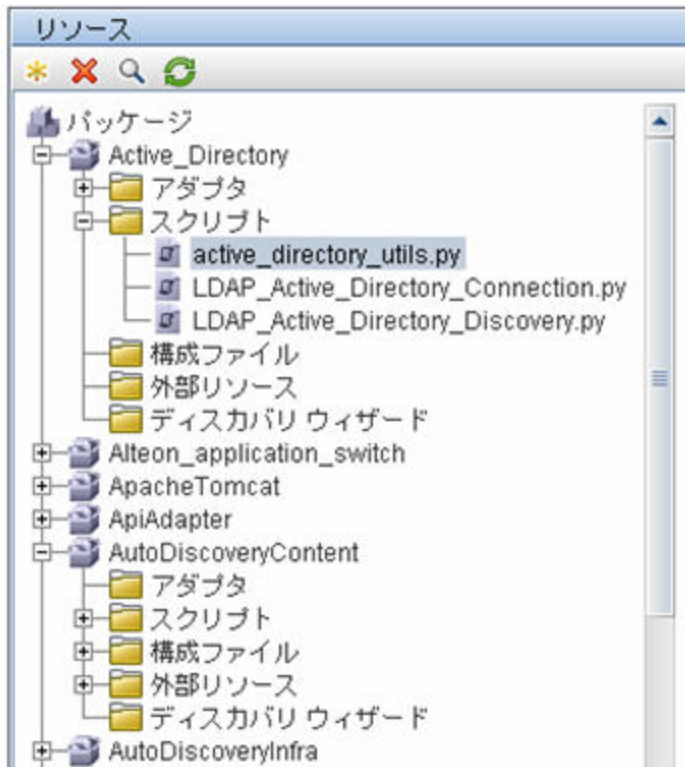 リソース
パッケージ
Active_Directory
アダプタ
スクリプト
active_directory_utils.py
LDAP_Active_Directory_Connection.py
LDAP_Active_Directory_Discovery.py
構成ファイル
外部リソース
ディスカバリ ウィザード
Alteon_application_switch
ApacheTomcat
ApiAdapter
AutoDiscoveryContent
アダプタ
スクリプト
構成ファイル
外部リソース
ディスカバリ ウィザード
AutoDiscoveryInfra